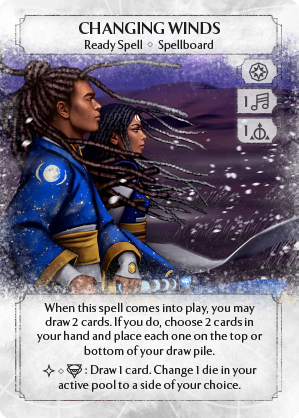 CHANGING WINDS
Ready Spell ◇ Spellboard
1
1
When this spell comes into play, you may
draw 2 cards. If you do, choose 2 cards in
your hand and place each one on the top or
bottom of your draw pile.
◇ : Draw 1 card. Change 1 die in your
active pool to a side of your choice.